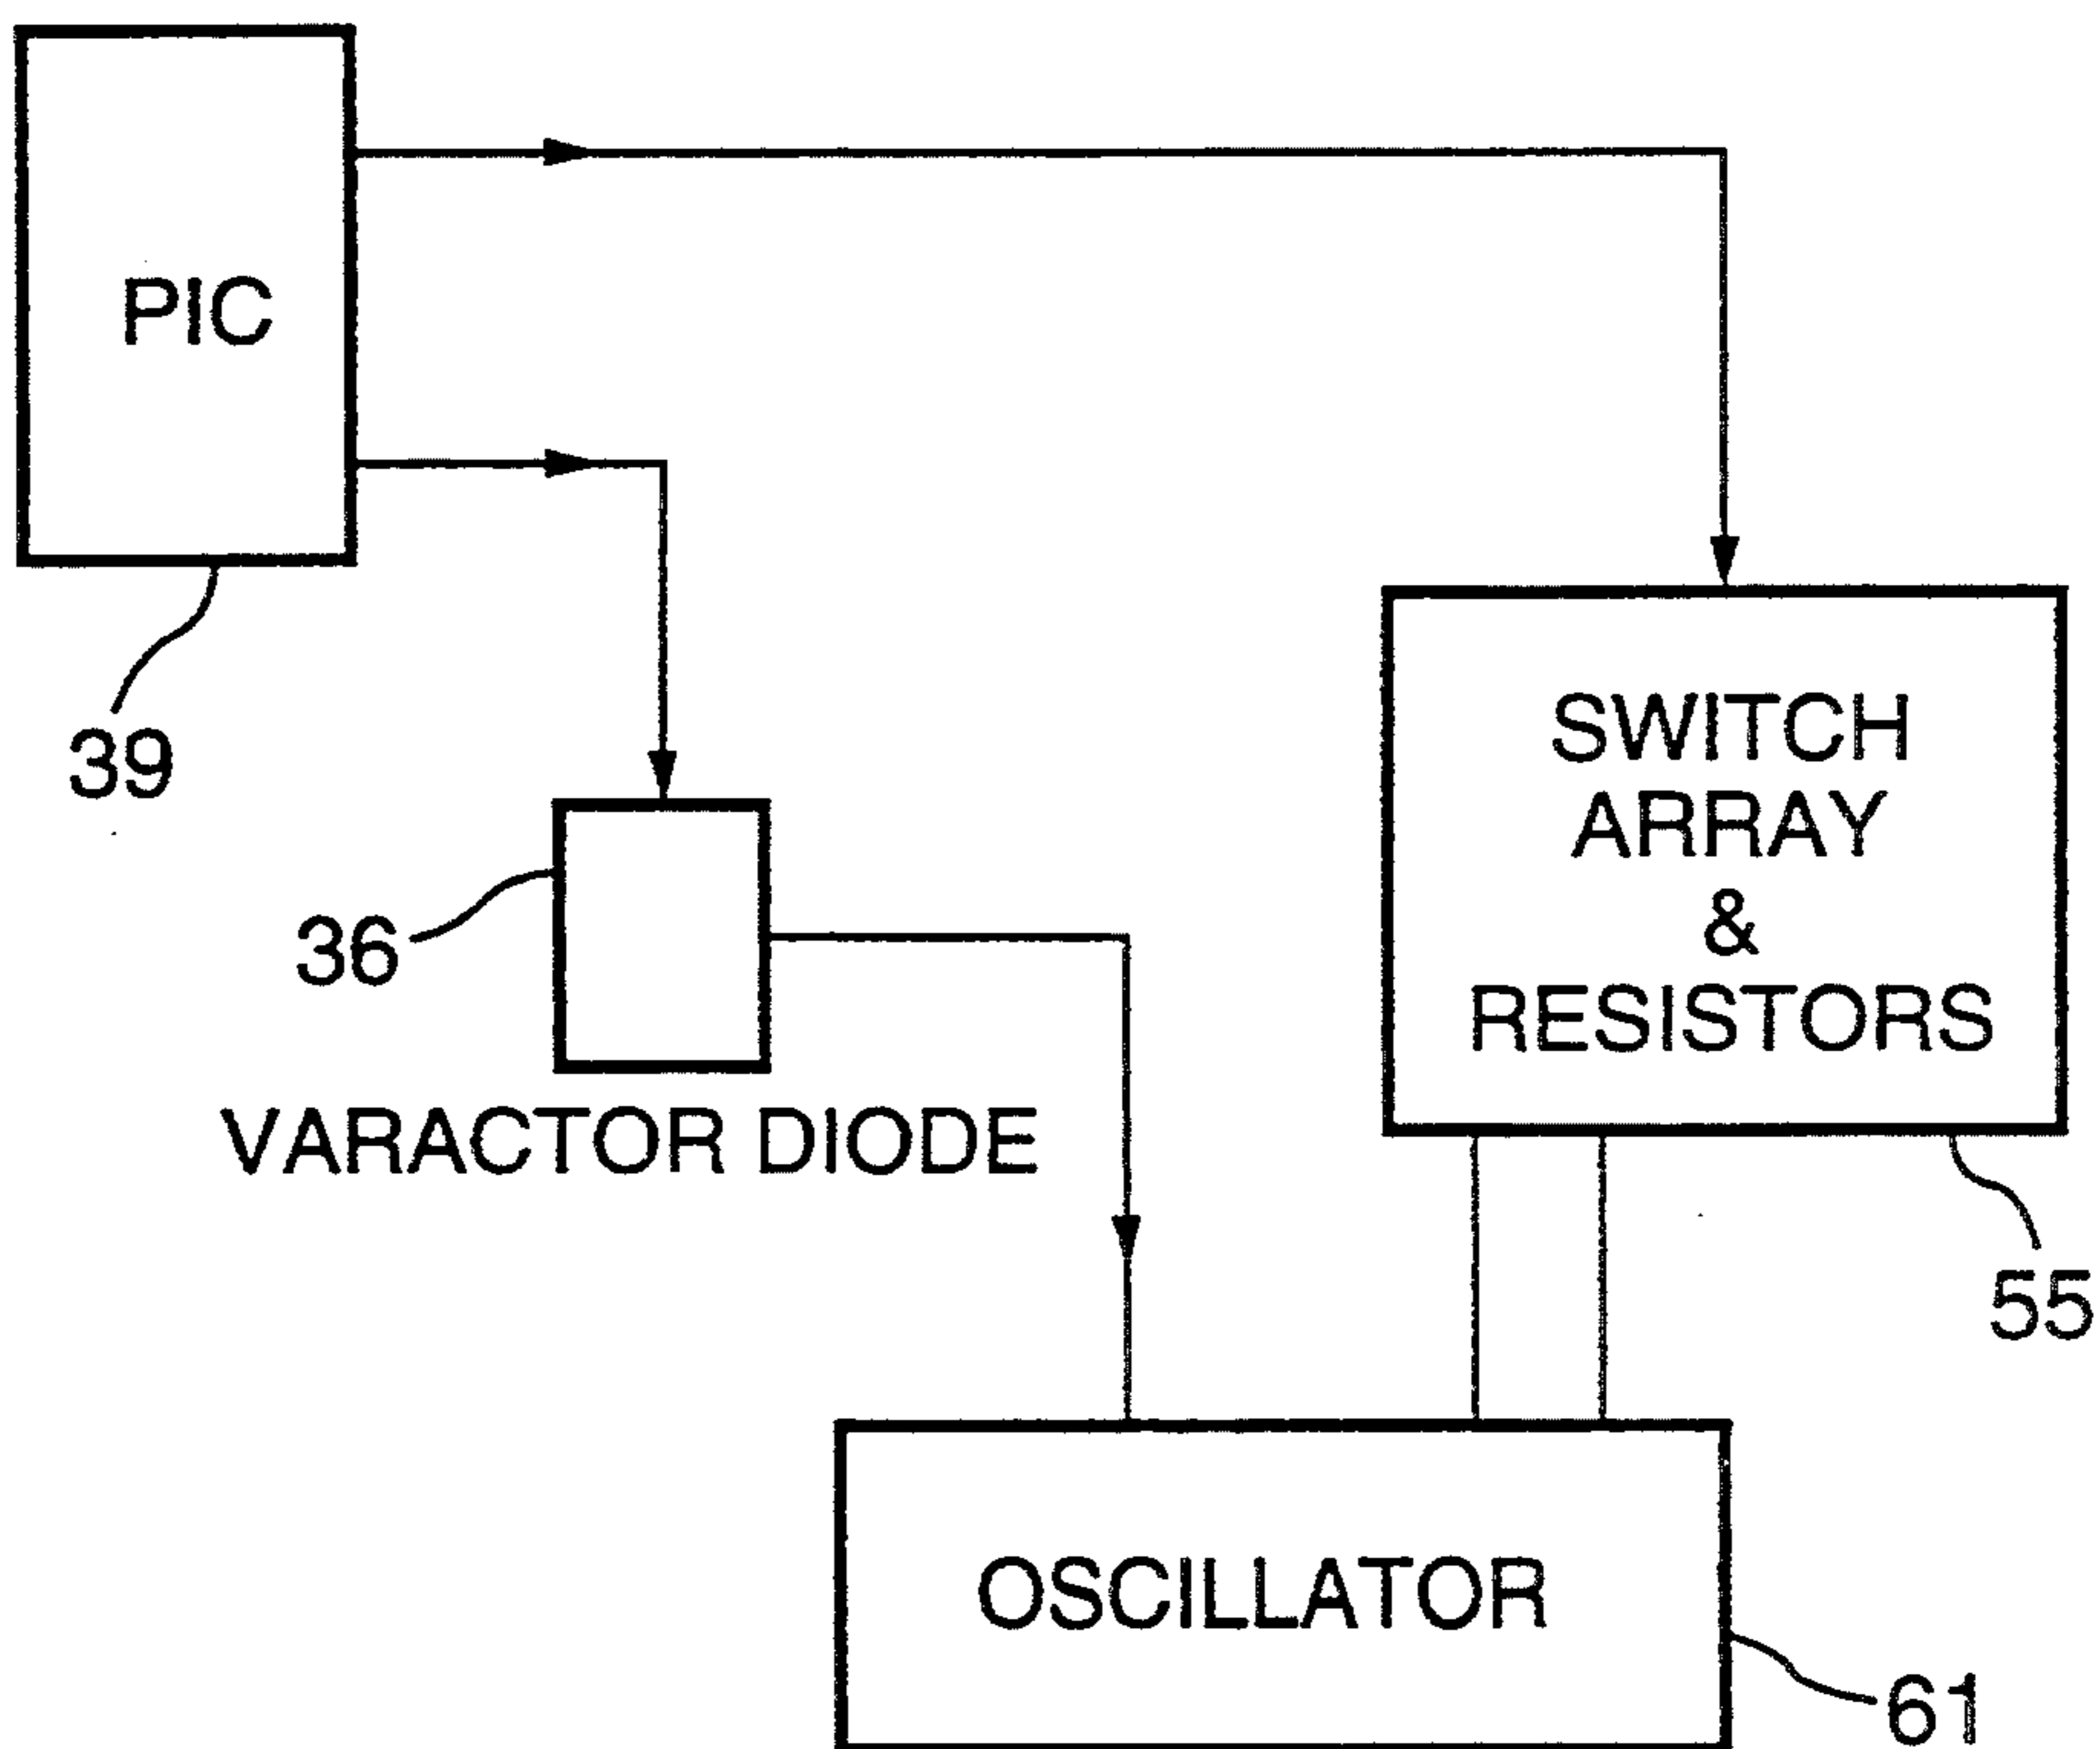 PIC
39
36
VARACTOR DIODE
SWITCH
ARRAY
&
RESISTORS
55
OSCILLATOR
61